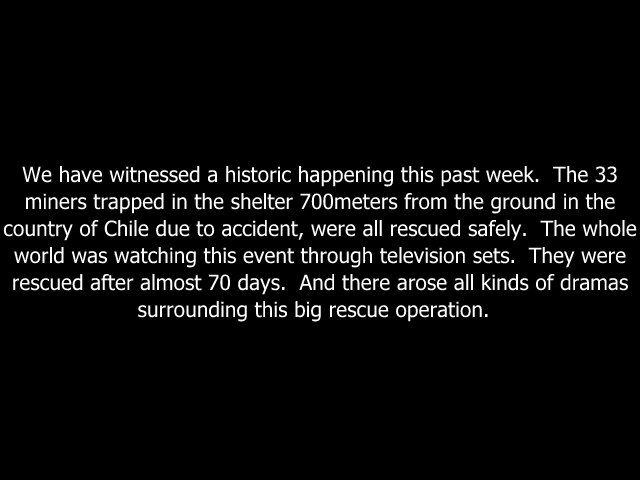 We have witnessed a historic happening this past week.  The 33
miners trapped in the shelter 700meters from the ground in the
country of Chile due to accident, were all rescued safely.  The whole
world was watching this event through television sets.  They were
rescued after almost 70 days.  And there arose all kinds of dramas
surrounding this big rescue operation.